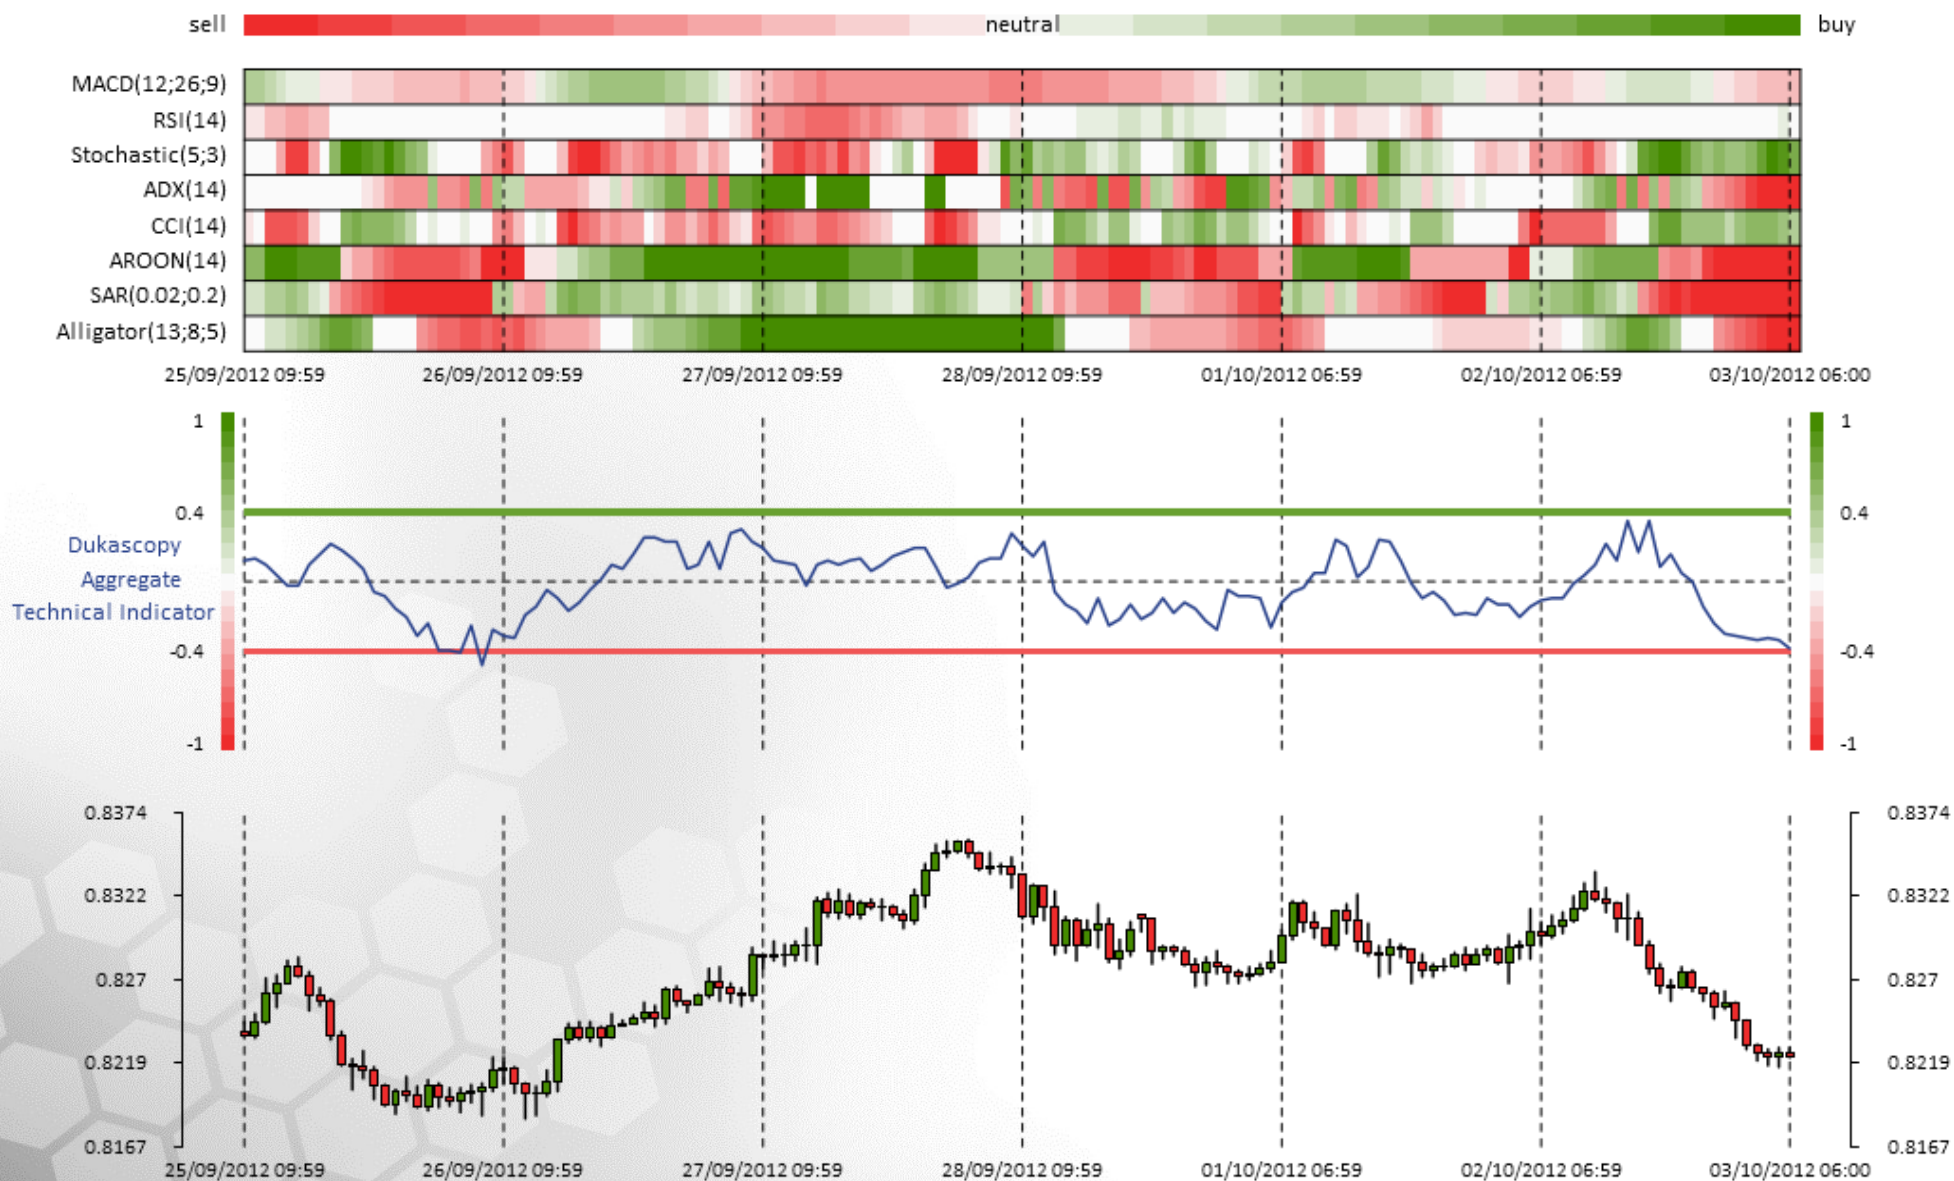 sell neutral buy
MACD(12;26;9)
RSI(14)
Stochastic(5;3)
ADX(14)
CCI(14)
AROON(14)
SAR(0.02;0.2)
Alligator(13;8;5)
25/09/2012 09:59 26/09/2012 09:59 27/09/2012 09:59 28/09/2012 09:59 01/10/2012 06:59 02/10/2012 06:59 03/10/2012 06:00
1 1
0.4 0.4
Dukascopy
Aggregate
Technical Indicator
-0.4 -0.4
-1 -1
0.8374 0.8374
0.8322 0.8322
0.827 0.827
0.8219 0.8219
0.8167 0.8167
25/09/2012 09:59 26/09/2012 09:59 27/09/2012 09:59 28/09/2012 09:59 01/10/2012 06:59 02/10/2012 06:59 03/10/2012 06:00